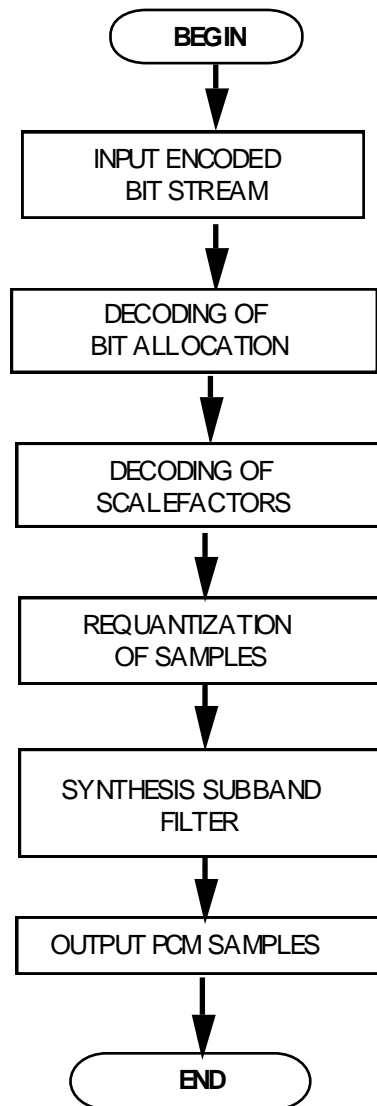 BEGIN
INPUT ENCODED
BIT STREAM
DECODING OF
BIT ALLOCATION
DECODING OF
SCALEFACTORS
REQUANTIZATION
OF SAMPLES
SYNTHESIS SUBBAND
FILTER
OUTPUT PCM SAMPLES
END